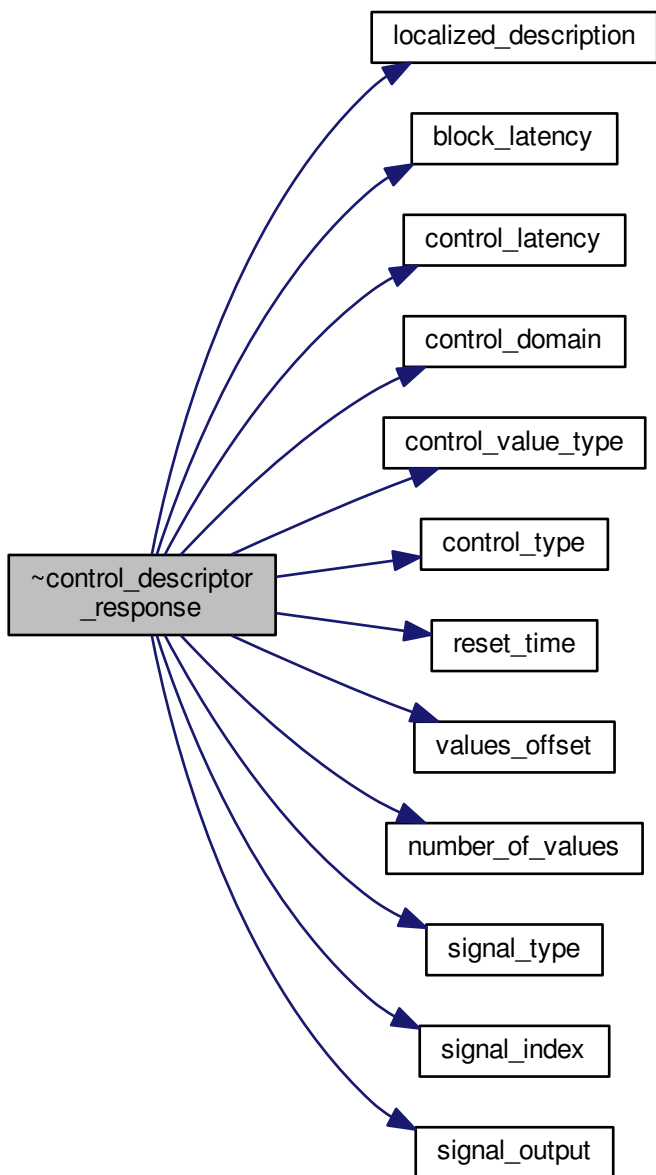 localized_description
block_latency
control_latency
control_domain
control_value_type
~control_descriptor
_response
control_type
reset_time
values_offset
number_of_values
signal_type
signal_index
signal_output